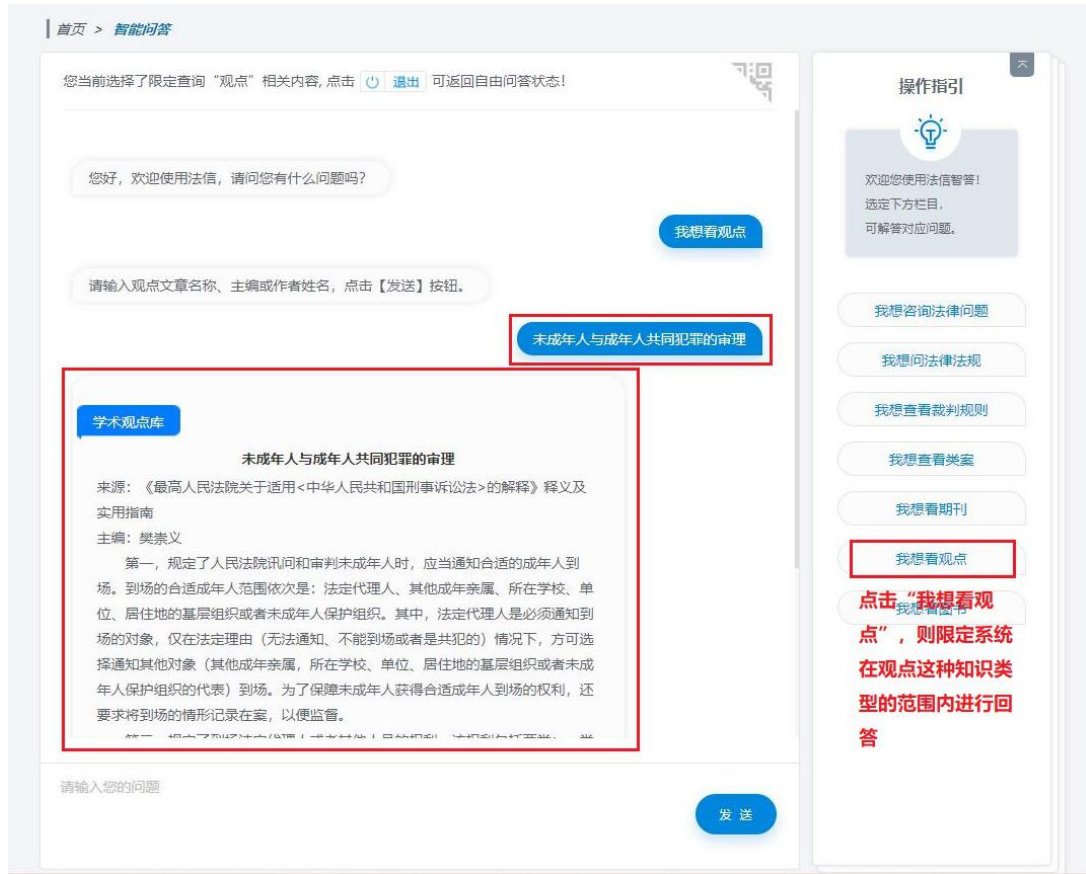 首页 > 智能问答
您当前选择了限定查询“观点”相关内容,点击 退出 可返回自由问答状态!
您好，欢迎使用法信，请问您有什么问题吗？
我想看观点
请输入观点文章名称、主编或作者姓名，点击【发送】按钮。
未成年人与成年人共同犯罪的审理
学术观点库
未成年人与成年人共同犯罪的审理
来源：《最高人民法院关于适用<中华人民共和国刑事诉讼法>的解释》释义及
实用指南
主编：樊崇义
第一，规定了人民法院讯问和审判未成年人时，应当通知合适的成年人到
场。到场的合适成年人范围依次是：法定代理人、其他成年亲属、所在学校、单
位、居住地的基层组织或者未成年人保护组织。其中，法定代理人是必须通知到
场的对象，仅在法定理由（无法通知、不能到场或者是共犯的）情况下，方可选
择通知其他对象（其他成年亲属，所在学校、单位、居住地的基层组织或者未成
年人保护组织的代表）到场。为了保障未成年人获得合适成年人到场的权利，还
要求将到场的情形记录在案，以便监督。
请输入您的问题
发 送
操作指引
欢迎您使用法信智答!
选定下方栏目,
可解答对应问题。
我想咨询法律问题
我想问法律法规
我想查看裁判规则
我想查看类案
我想看期刊
我想看观点
我想看图书
点击“我想看观
点”，则限定系统
在观点这种知识类
型的范围内进行回
答